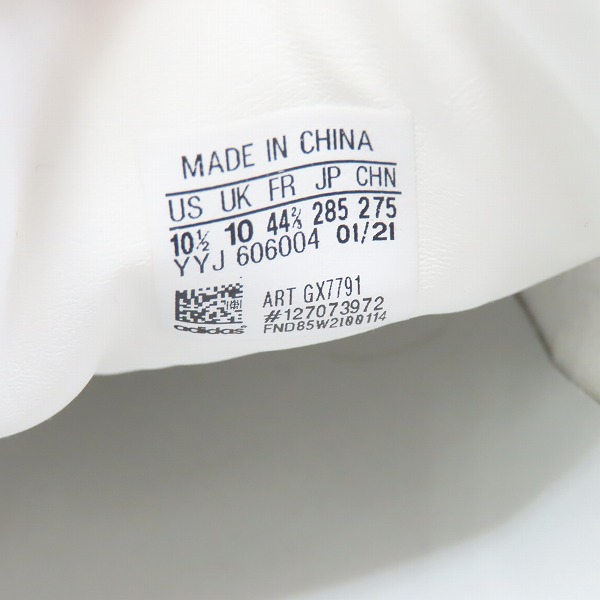 MADE IN CHINA
US UK FR JP CHN
10½ 10 44⅔ 285 275
YYJ 606004 01/21
ART GX7791
#127073972
adidas FND85W2I00114